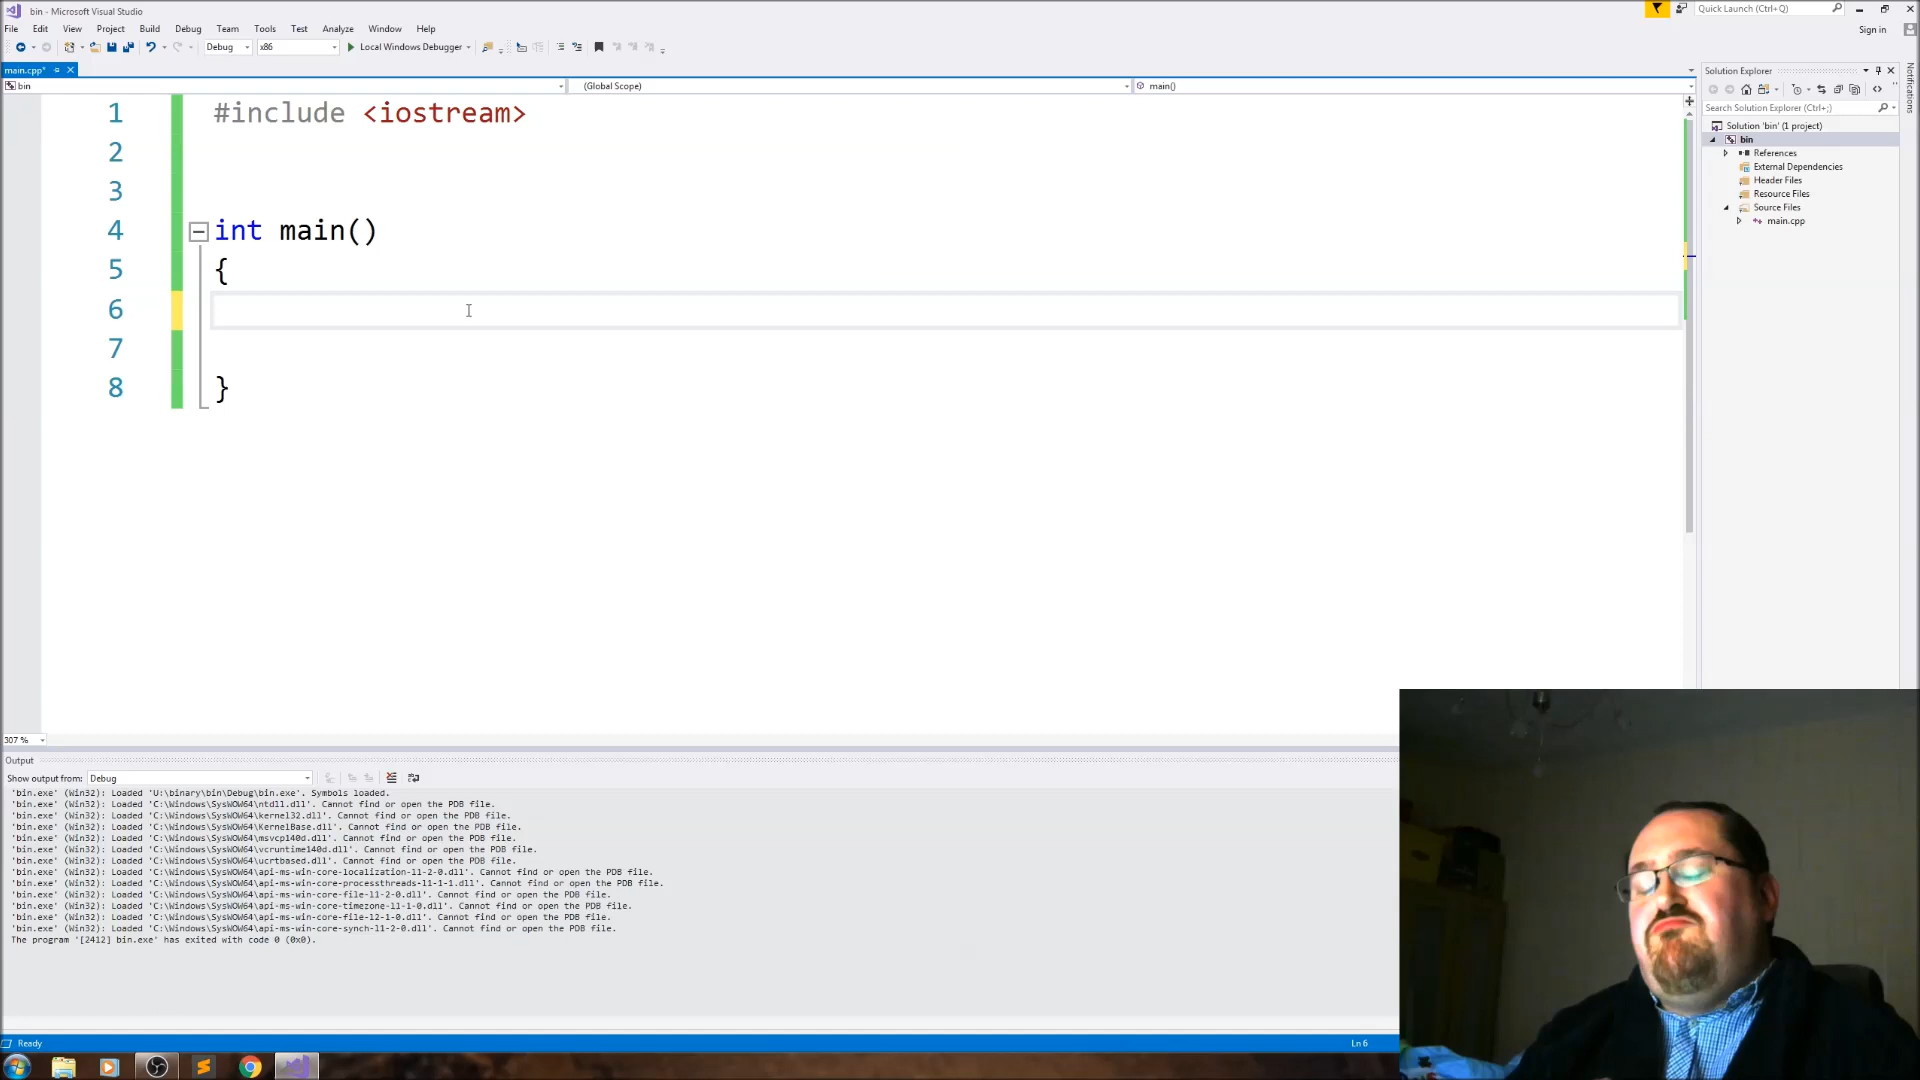 bin - Microsoft Visual Studio
Quick Launch (Ctrl+Q)
File Edit View Project Build Debug Team Tools Test Analyze Window Help
Sign in
Debug x86 Local Windows Debugger
main.cpp*
bin (Global Scope) main()
1 #include <iostream>
2
3
4 int main()
5 {
6
7
8 }
307 %
Solution Explorer
Search Solution Explorer (Ctrl+;)
Solution 'bin' (1 project)
bin
References
External Dependencies
Header Files
Resource Files
Source Files
main.cpp
Notifications
Output
Show output from: Debug
'bin.exe' (Win32): Loaded 'U:\binary\bin\Debug\bin.exe'. Symbols loaded.
'bin.exe' (Win32): Loaded 'C:\Windows\SysWOW64\ntdll.dll'. Cannot find or open the PDB file.
'bin.exe' (Win32): Loaded 'C:\Windows\SysWOW64\kernel32.dll'. Cannot find or open the PDB file.
'bin.exe' (Win32): Loaded 'C:\Windows\SysWOW64\KernelBase.dll'. Cannot find or open the PDB file.
'bin.exe' (Win32): Loaded 'C:\Windows\SysWOW64\msvcp140d.dll'. Cannot find or open the PDB file.
'bin.exe' (Win32): Loaded 'C:\Windows\SysWOW64\vcruntime140d.dll'. Cannot find or open the PDB file.
'bin.exe' (Win32): Loaded 'C:\Windows\SysWOW64\ucrtbased.dll'. Cannot find or open the PDB file.
'bin.exe' (Win32): Loaded 'C:\Windows\SysWOW64\api-ms-win-core-localization-l1-2-0.dll'. Cannot find or open the PDB file.
'bin.exe' (Win32): Loaded 'C:\Windows\SysWOW64\api-ms-win-core-processthreads-l1-1-1.dll'. Cannot find or open the PDB file.
'bin.exe' (Win32): Loaded 'C:\Windows\SysWOW64\api-ms-win-core-file-l1-2-0.dll'. Cannot find or open the PDB file.
'bin.exe' (Win32): Loaded 'C:\Windows\SysWOW64\api-ms-win-core-timezone-l1-1-0.dll'. Cannot find or open the PDB file.
'bin.exe' (Win32): Loaded 'C:\Windows\SysWOW64\api-ms-win-core-file-l2-1-0.dll'. Cannot find or open the PDB file.
'bin.exe' (Win32): Loaded 'C:\Windows\SysWOW64\api-ms-win-core-synch-l1-2-0.dll'. Cannot find or open the PDB file.
The program '[2412] bin.exe' has exited with code 0 (0x0).
Ready Ln 6